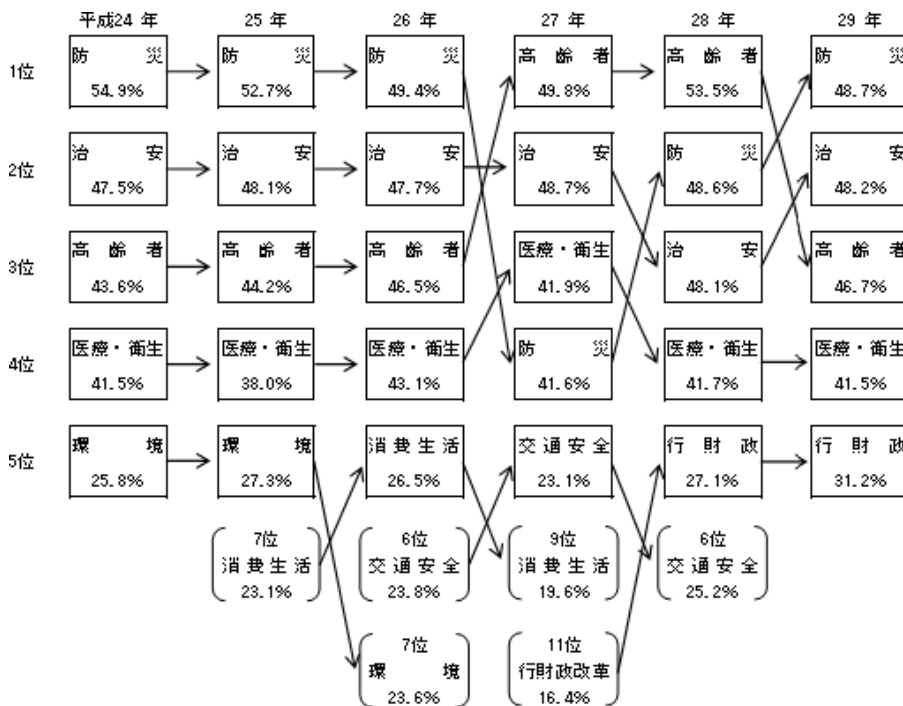 平成24年 25年 26年 27年 28年 29年
1位 防災 防災 防災 高齢者 高齢者 防災
54.9% 52.7% 49.4% 49.8% 53.5% 48.7%
2位 治安 治安 治安 治安 防災 治安
47.5% 48.1% 47.7% 48.7% 48.6% 48.2%
3位 高齢者 高齢者 高齢者 医療・衛生 治安 高齢者
43.6% 44.2% 46.5% 41.9% 48.1% 46.7%
4位 医療・衛生 医療・衛生 医療・衛生 防災 医療・衛生 医療・衛生
41.5% 38.0% 43.1% 41.6% 41.7% 41.5%
5位 環境 環境 消費生活 交通安全 行財政 行財政
25.8% 27.3% 26.5% 23.1% 27.1% 31.2%
7位 6位 9位 6位
消費生活 交通安全 消費生活 交通安全
23.1% 23.8% 19.6% 25.2%
7位 11位
環境 行財政改革
23.6% 16.4%